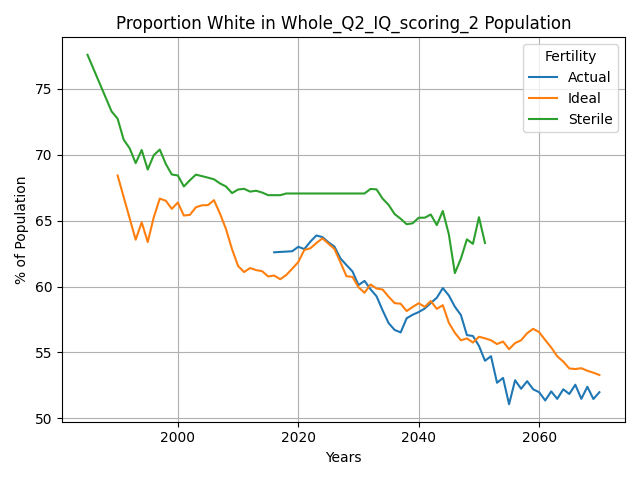 Proportion White in Whole_Q2_IQ_scoring_2 Population
Fertility
Actual
Ideal
Sterile
% of Population
75
70
65
60
55
50
2000
2020
2040
2060
Years